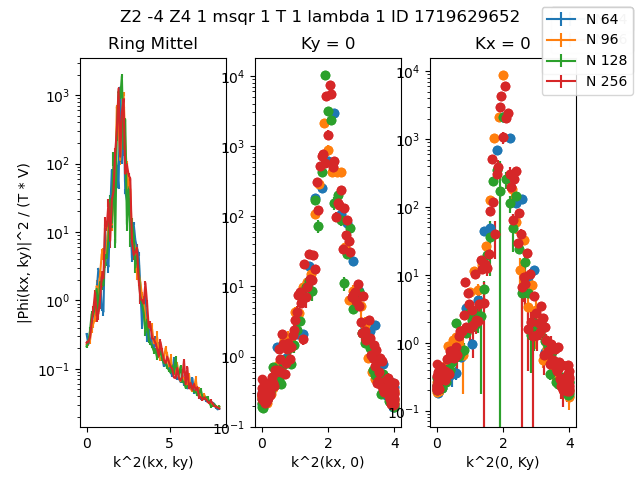 Z2 -4 Z4 1 msqr 1 T 1 lambda 1 ID 1719629652
Ring Mittel
Ky = 0
Kx = 0
N 64
N 96
N 128
N 256
|Phi(kx, ky)|^2 / (T * V)
10^3
10^2
10^1
10^0
10^-1
0
5
10
k^2(kx, ky)
10^4
10^3
10^2
10^1
10^0
10^-1
0
2
4
k^2(kx, 0)
10^4
10^3
10^2
10^1
10^0
10^-1
0
2
4
k^2(0, Ky)